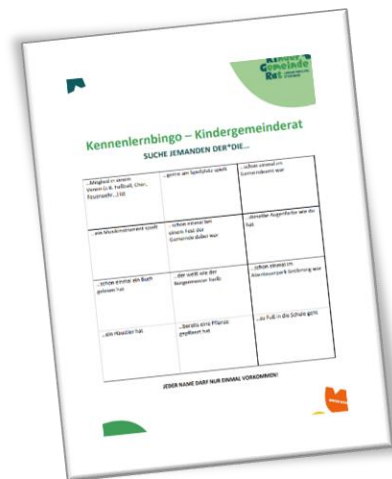 Kinder
Gemeinde
Rat
Kennenlernbingo – Kindergemeinderat
SUCHE JEMANDEN DER*DIE...
...Mitglied in einem
Verein (z.B. Fußball, Chor,
Feuerwehr...) ist
...gerne am Spielplatz spielt
...schon einmal im
Gemeindeamt war
...ein Musikinstrument spielt
...schon einmal bei
einem Fest der
Gemeinde dabei war
...dieselbe Augenfarbe wie du
hat
...schon einmal ein Buch
gelesen hat
...der weiß wie der
Bürgermeister heißt
...schon einmal im
Abenteuerpark Gröbming war
...ein Haustier hat
...bereits eine Pflanze
gepflanzt hat
...zu Fuß in die Schule geht
JEDER NAME DARF NUR EINMAL VORKOMMEN!